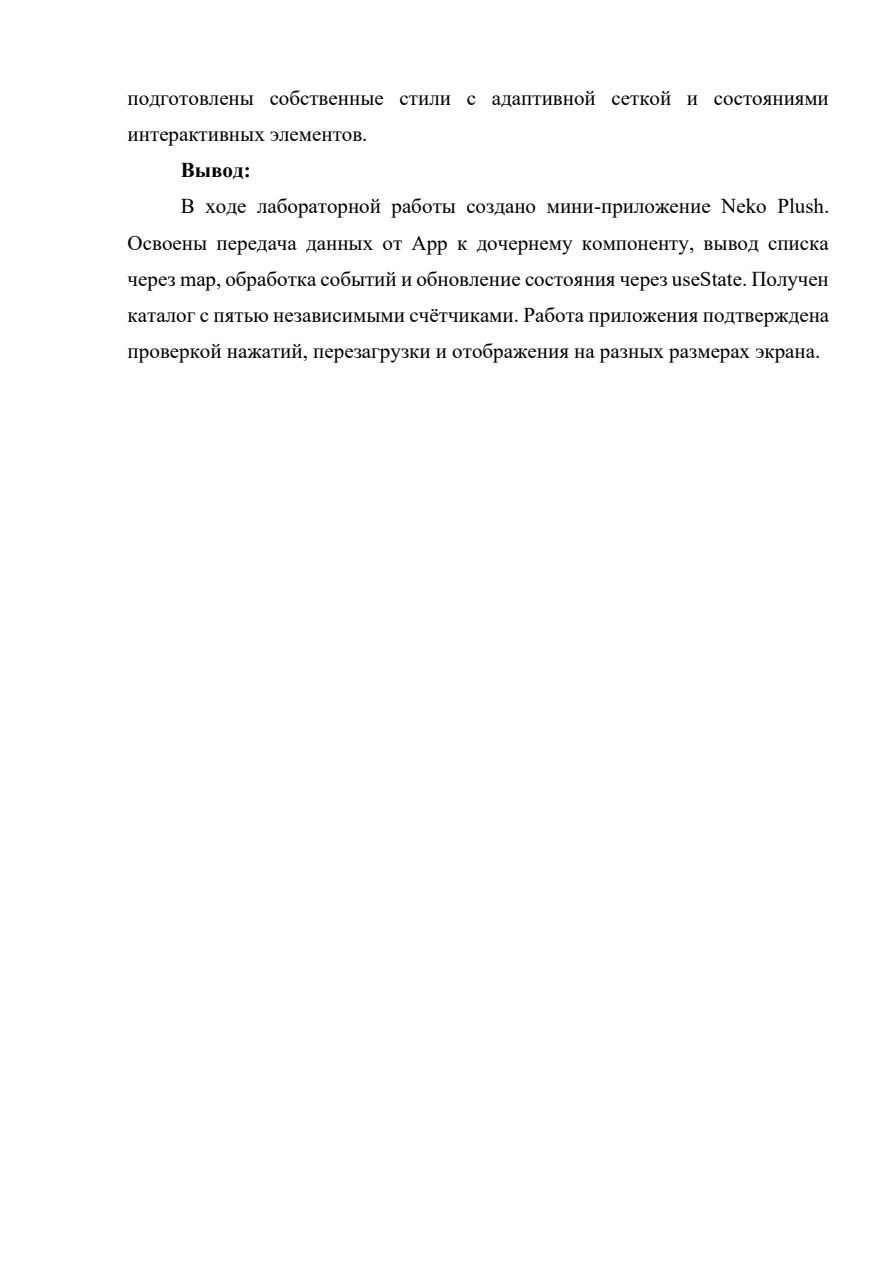 подготовлены собственные стили с адаптивной сеткой и состояниями
интерактивных элементов.
Вывод:
В ходе лабораторной работы создано мини-приложение Neko Plush.
Освоены передача данных от App к дочернему компоненту, вывод списка
через map, обработка событий и обновление состояния через useState. Получен
каталог с пятью независимыми счётчиками. Работа приложения подтверждена
проверкой нажатий, перезагрузки и отображения на разных размерах экрана.